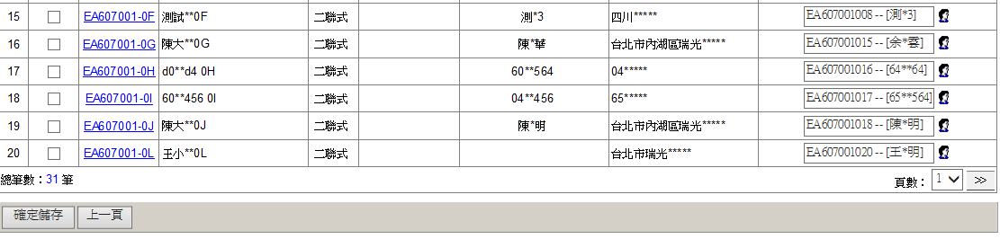 15 EA607001-0F 測試**0F 二聯式 測*3 四川***** EA607001008 -- [測*3]
16 EA607001-0G 陳大**0G 二聯式 陳*華 台北市內湖區瑞光***** EA607001015 -- [余*雲]
17 EA607001-0H d0**d4 0H 二聯式 60**564 04***** EA607001016 -- [64**64]
18 EA607001-0I 60**456 0I 二聯式 04**456 65***** EA607001017 -- [65**564]
19 EA607001-0J 陳大**0J 二聯式 陳*明 台北市內湖區瑞光***** EA607001018 -- [陳*明]
20 EA607001-0L 王小**0L 二聯式 台北市瑞光***** EA607001020 -- [王*明]
總筆數：31 筆 頁數： 1 >>
確定儲存 上一頁